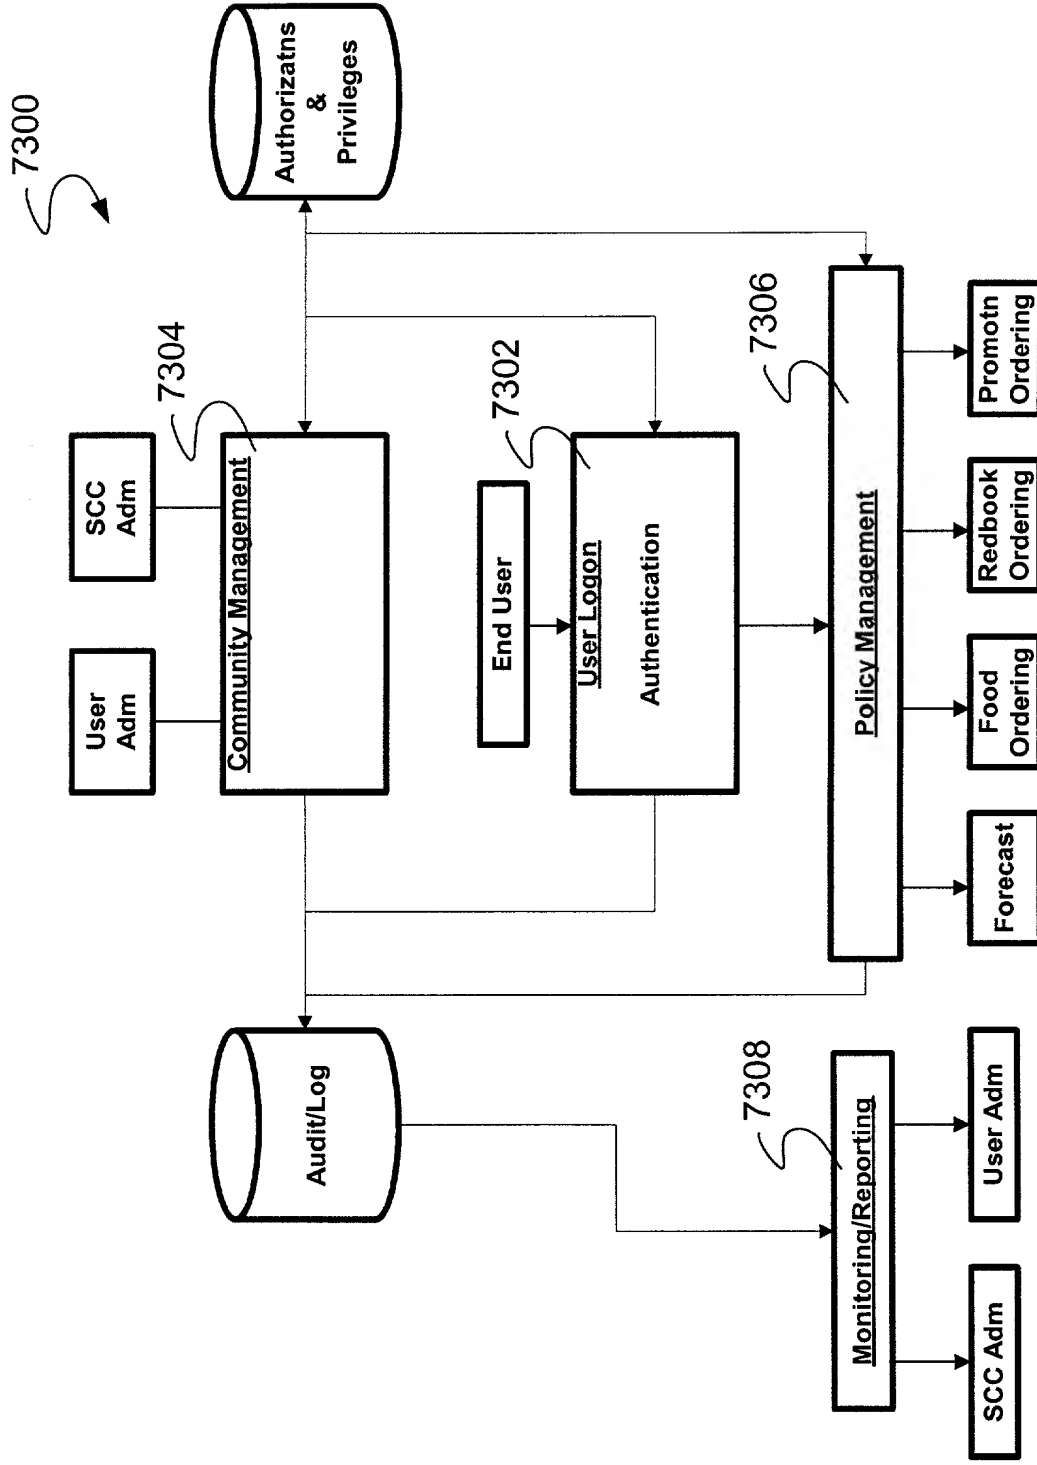 7300
User
Adm
SCC
Adm
7304
Community Management
Authorizatns
&
Privileges
Audit/Log
End User
7302
User Logon
Authentication
7308
Monitoring/Reporting
7306
Policy Management
SCC Adm
User Adm
Forecast
Food
Ordering
Redbook
Ordering
Promotn
Ordering